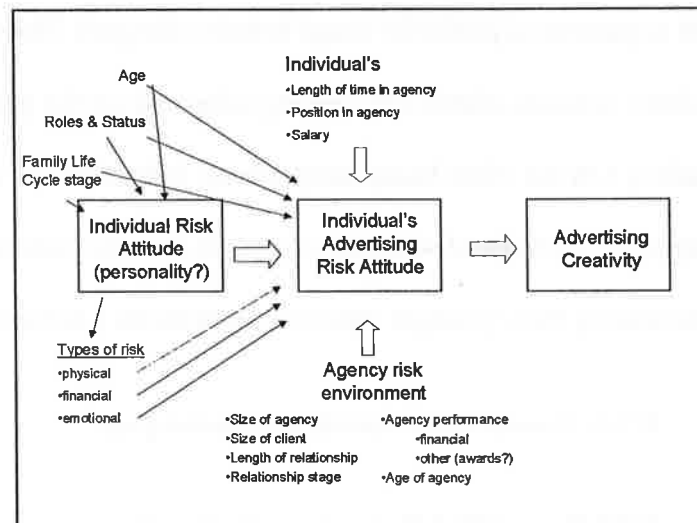 Individual's
•Length of time in agency
•Position in agency
•Salary
Age
Roles & Status
Family Life
Cycle stage
Individual Risk
Attitude
(personality?)
Individual's
Advertising
Risk Attitude
Advertising
Creativity
Types of risk
•physical
•financial
•emotional
Agency risk
environment
•Size of agency
•Size of client
•Length of relationship
•Relationship stage
•Agency performance
•financial
•other (awards?)
•Age of agency